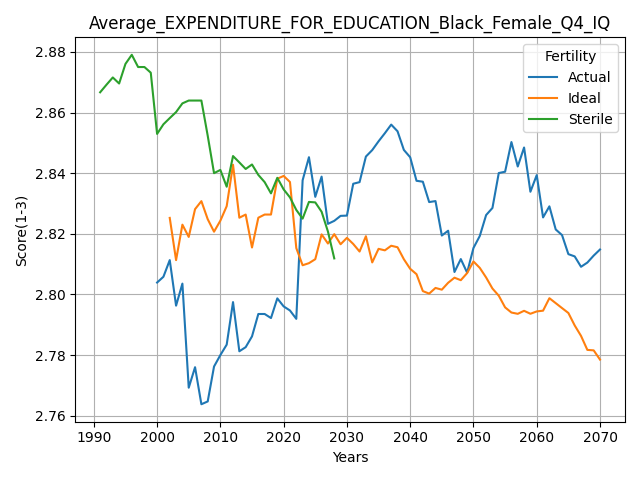 Average_EXPENDITURE_FOR_EDUCATION_Black_Female_Q4_IQ
Fertility
Actual
Ideal
Sterile
Score(1-3)
2.88
2.86
2.84
2.82
2.80
2.78
2.76
1990 2000 2010 2020 2030 2040 2050 2060 2070
Years